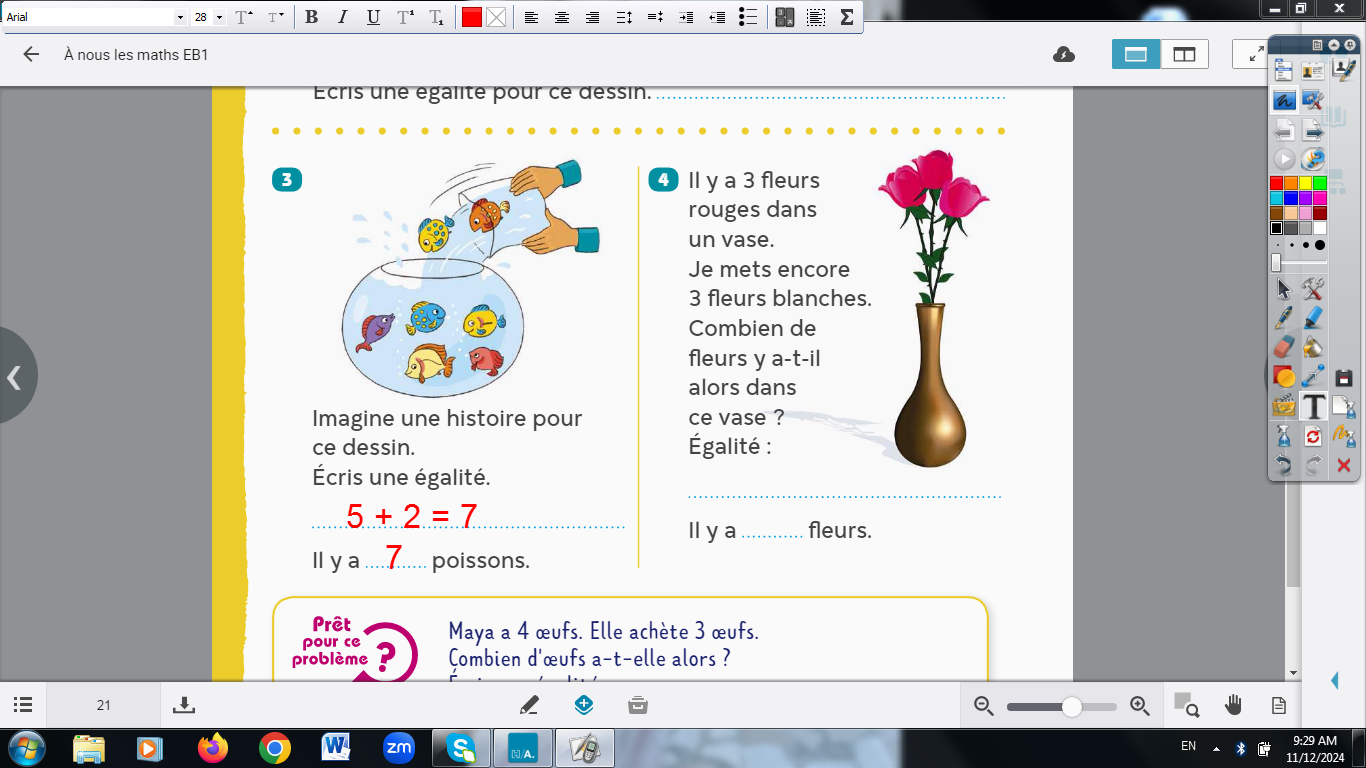 Arial 28 B I U T T Σ
À nous les maths EB1
Écris une égalité pour ce dessin.
3
Imagine une histoire pour
ce dessin.
Écris une égalité.
5 + 2 = 7
Il y a 7 poissons.
4
Il y a 3 fleurs
rouges dans
un vase.
Je mets encore
3 fleurs blanches.
Combien de
fleurs y a-t-il
alors dans
ce vase ?
Égalité :
Il y a ............ fleurs.
Prêt
pour ce
problème
?
Maya a 4 œufs. Elle achète 3 œufs.
Combien d'œufs a-t-elle alors ?
21
EN
9:29 AM
11/12/2024